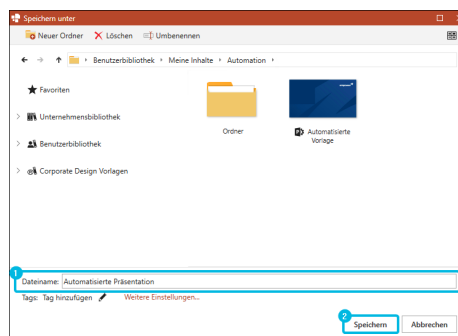 Speichern unter
Neuer Ordner Löschen Umbenennen
Benutzerbibliothek Meine Inhalte Automation
Favoriten
Unternehmensbibliothek
Benutzerbibliothek
Corporate Design Vorlagen
Ordner
Automatisierte
Vorlage
1
Dateiname: Automatisierte Präsentation
Tags: Tag hinzufügen Weitere Einstellungen...
2
Speichern Abbrechen